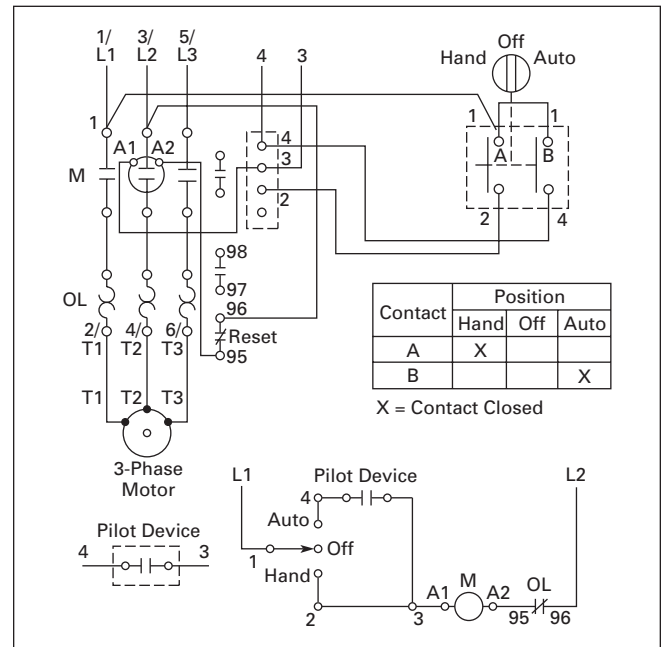 1/ 3/ 5/
L1 L2 L3
4 3
Off
Hand Auto
1 A1 A2
M
4
3
2
1 1
A B
2 4
98
97
96
Reset
95
OL
2/ 4/ 6/
T1 T2 T3
T1 T2 T3
3-Phase
Motor
Contact Position
Hand Off Auto
A X
B X
X = Contact Closed
Pilot Device
4 3
L1 Pilot Device L2
4
Auto
Off
1
Hand
A1 M A2 OL
2 3 95 96